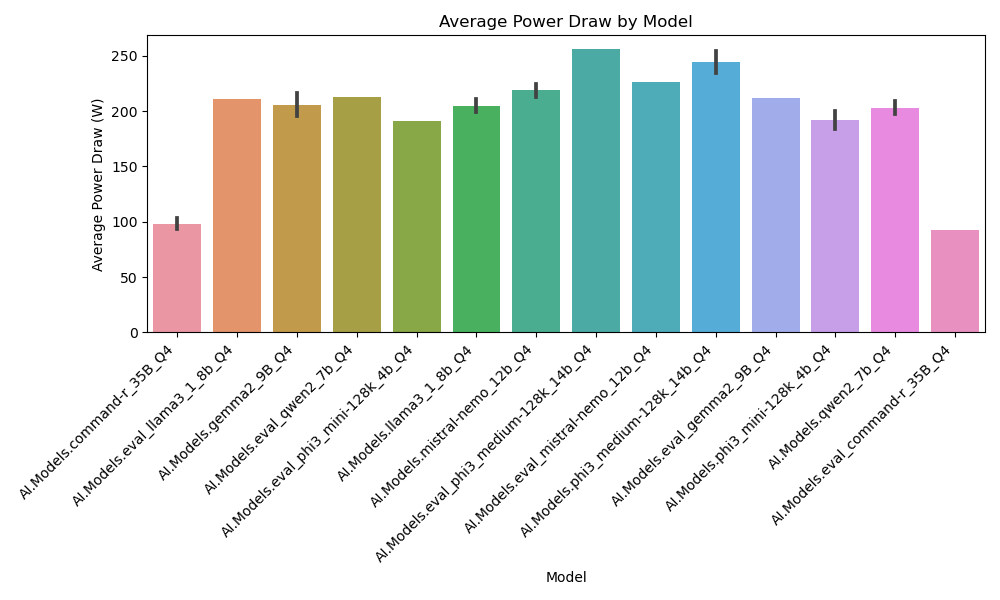 Average Power Draw by Model
Average Power Draw (W)
250
200
150
100
50
0
AI.Models.command-r_35B_Q4
AI.Models.eval_llama3_1_8b_Q4
AI.Models.gemma2_9B_Q4
AI.Models.eval_qwen2_7b_Q4
AI.Models.eval_phi3_mini-128k_4b_Q4
AI.Models.llama3_1_8b_Q4
AI.Models.mistral-nemo_12b_Q4
AI.Models.eval_phi3_medium-128k_14b_Q4
AI.Models.eval_mistral-nemo_12b_Q4
AI.Models.phi3_medium-128k_14b_Q4
AI.Models.eval_gemma2_9B_Q4
AI.Models.phi3_mini-128k_4b_Q4
AI.Models.qwen2_7b_Q4
AI.Models.eval_command-r_35B_Q4
Model